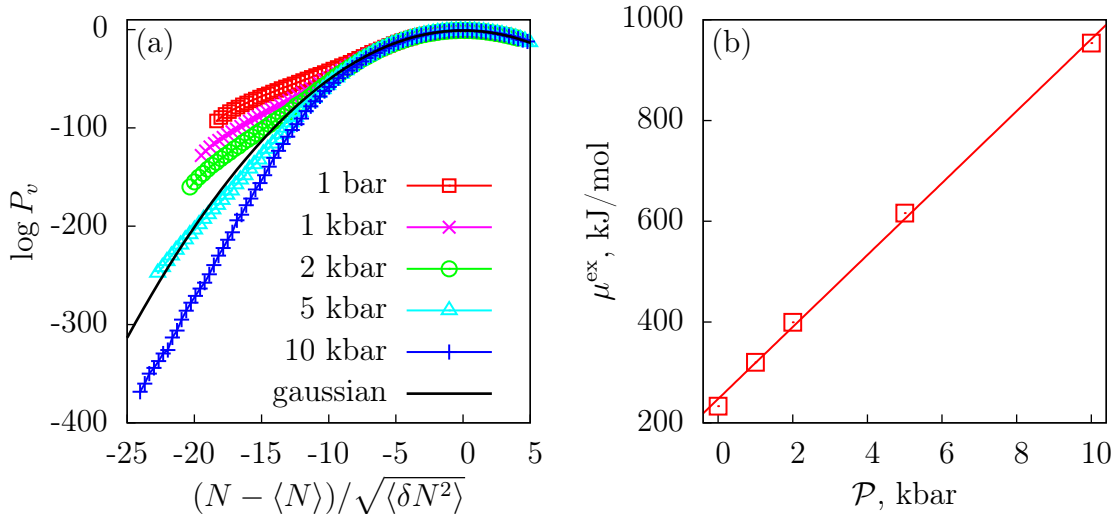 (a)
0
-100
-200
-300
-400
log P_v
-25 -20 -15 -10 -5 0 5
(N − ⟨N⟩)/√⟨δN²⟩
1 bar
1 kbar
2 kbar
5 kbar
10 kbar
gaussian
(b)
1000
800
600
400
200
μ^ex, kJ/mol
0 2 4 6 8 10
𝒫, kbar